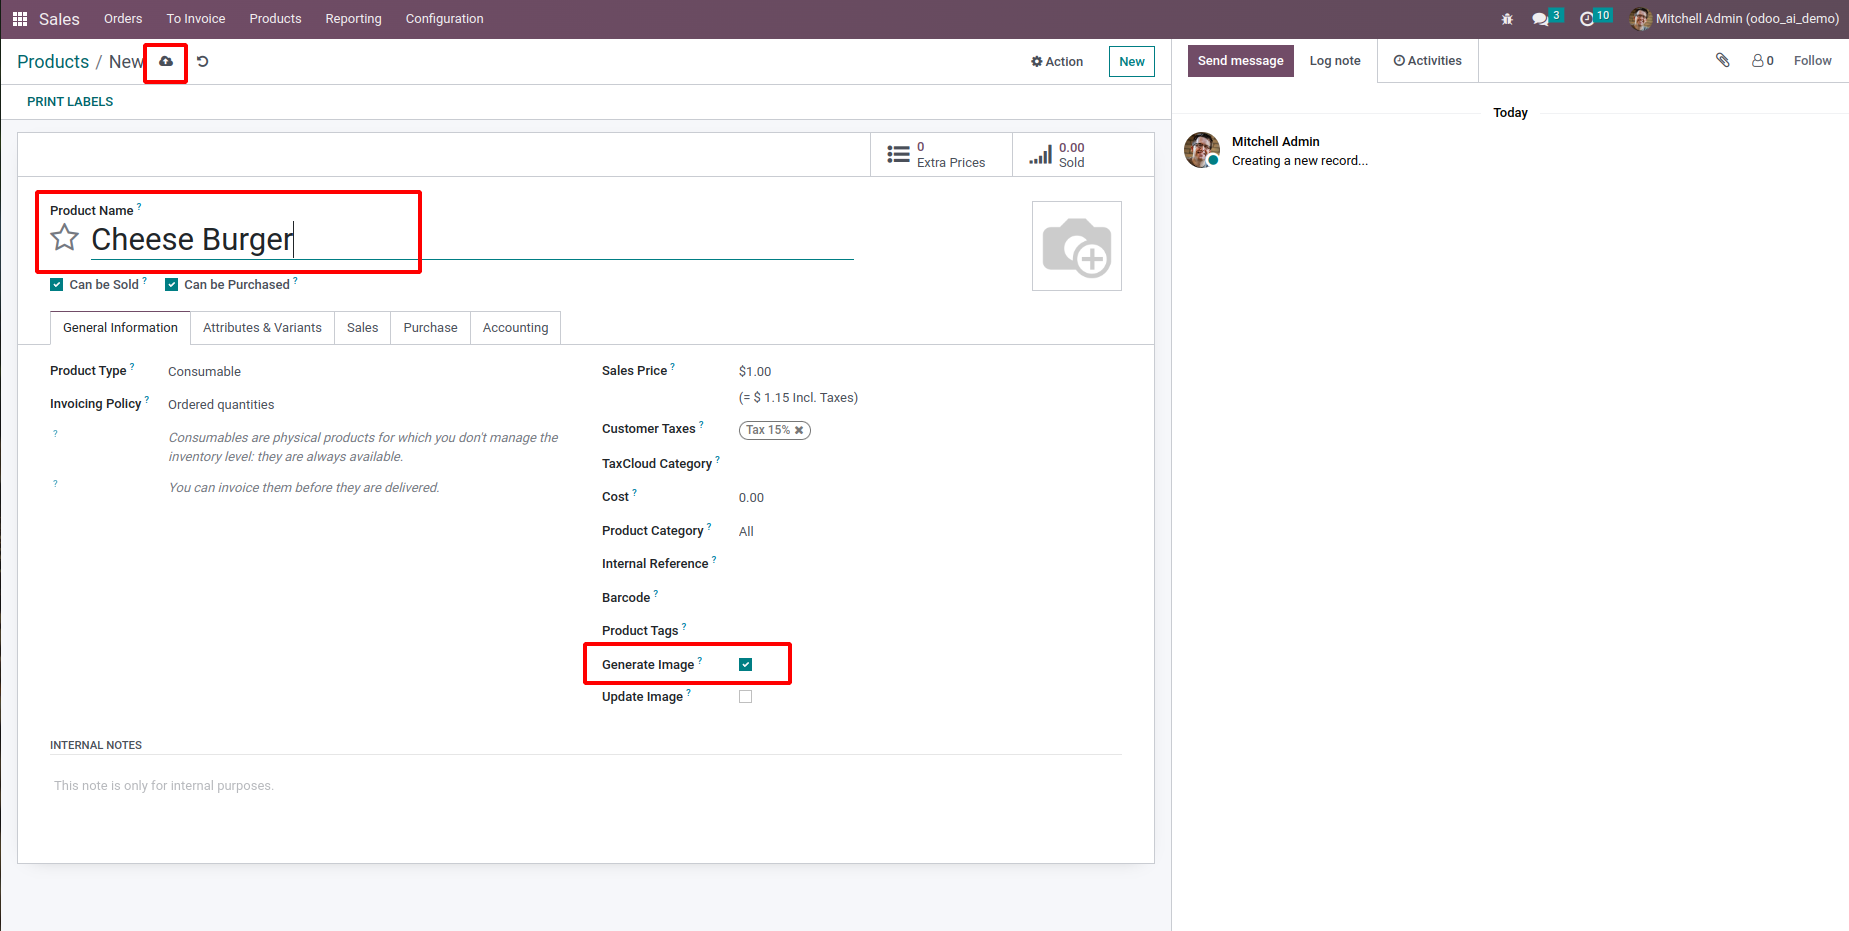 Sales Orders To Invoice Products Reporting Configuration 3 10 Mitchell Admin (odoo_ai_demo)
Products / New Action New Send message Log note Activities 0 Follow
PRINT LABELS
Today
0
Extra Prices
0.00
Sold
Mitchell Admin
Creating a new record...
Product Name ?
Cheese Burger
Can be Sold ? Can be Purchased ?
General Information Attributes & Variants Sales Purchase Accounting
Product Type ? Consumable
Invoicing Policy ? Ordered quantities
? Consumables are physical products for which you don't manage the
inventory level: they are always available.
? You can invoice them before they are delivered.
Sales Price ? $1.00
(= $ 1.15 Incl. Taxes)
Customer Taxes ? Tax 15% ✖
TaxCloud Category ?
Cost ? 0.00
Product Category ? All
Internal Reference ?
Barcode ?
Product Tags ?
Generate Image ?
Update Image ?
INTERNAL NOTES
This note is only for internal purposes.